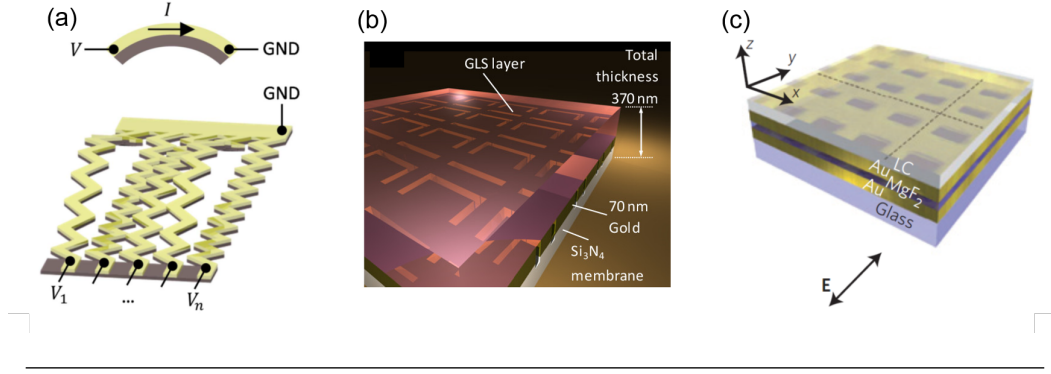 (a)
I
V
GND
GND
V₁
...
Vₙ
(b)
GLS layer
Total
thickness
370 nm
70 nm
Gold
Si₃N₄
membrane
(c)
z
y
x
LC
Au
MgF₂
Au
Glass
E